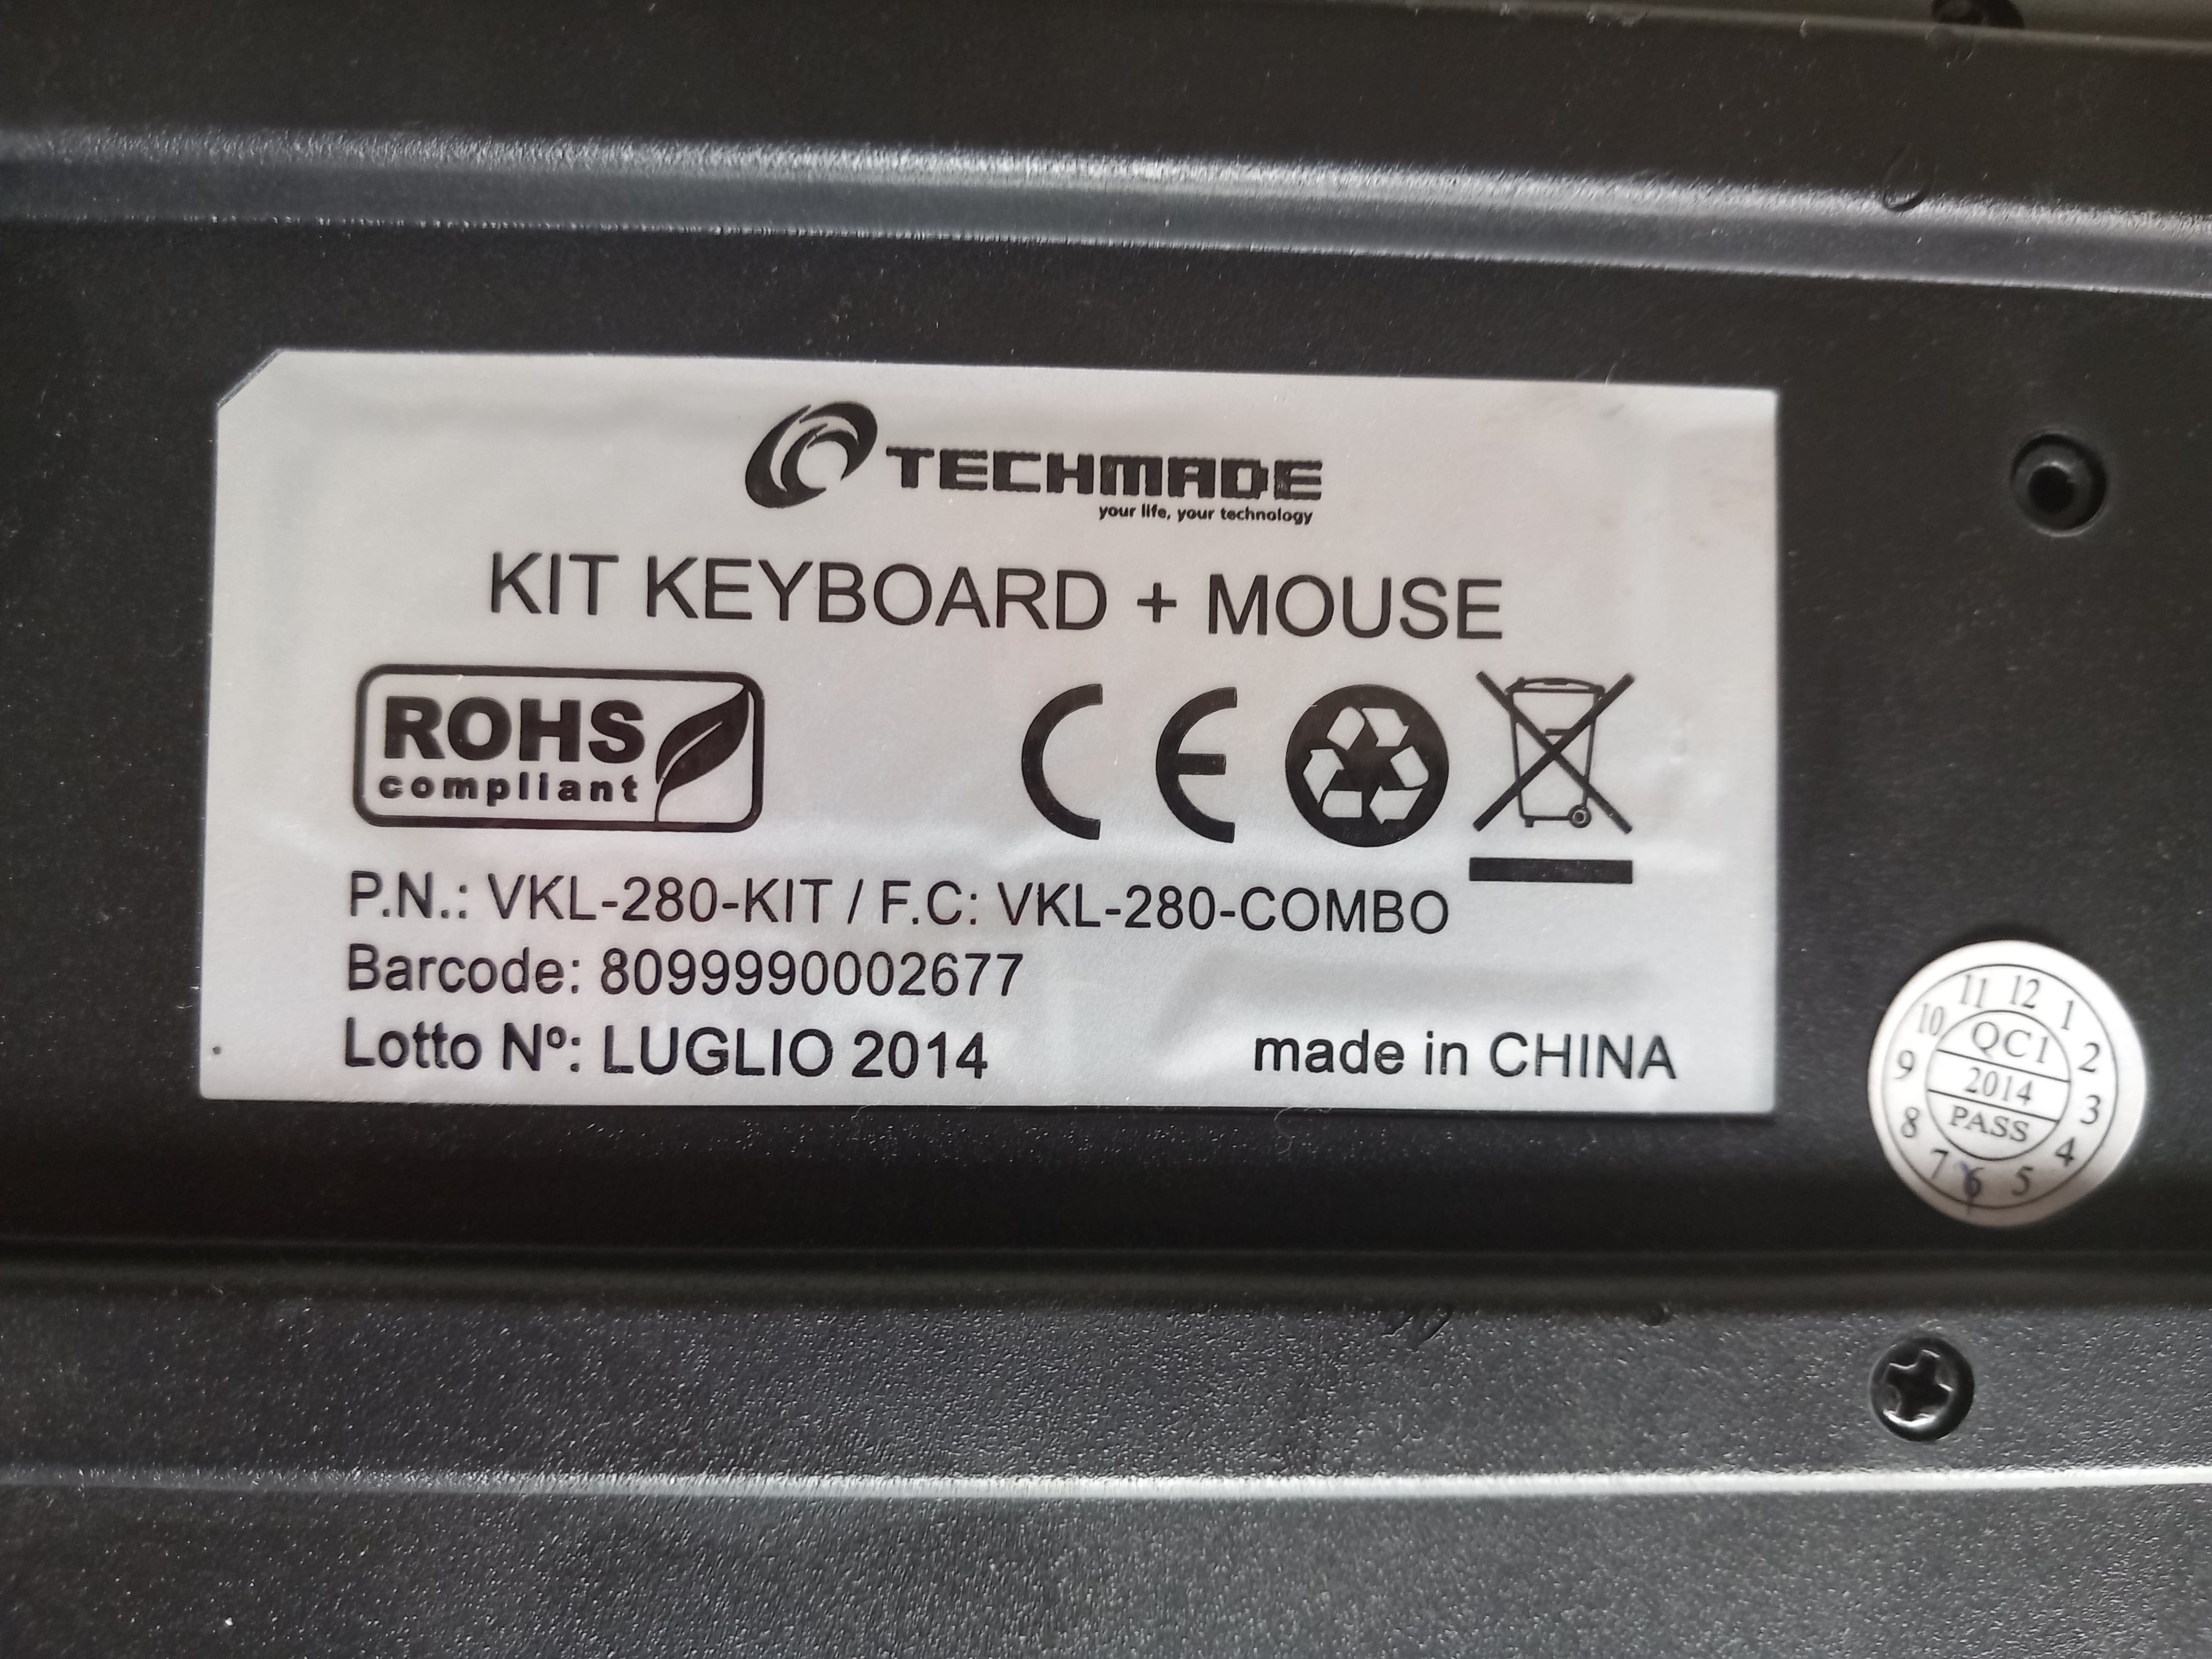 TECHMADE
your life, your technology
KIT KEYBOARD + MOUSE
ROHS
compliant
CE
P.N.: VKL-280-KIT / F.C: VKL-280-COMBO
Barcode: 8099990002677
Lotto Nº: LUGLIO 2014
made in CHINA
11 12 1 2 3 4 5 6 7 8 9 10
QC1
2014
PASS